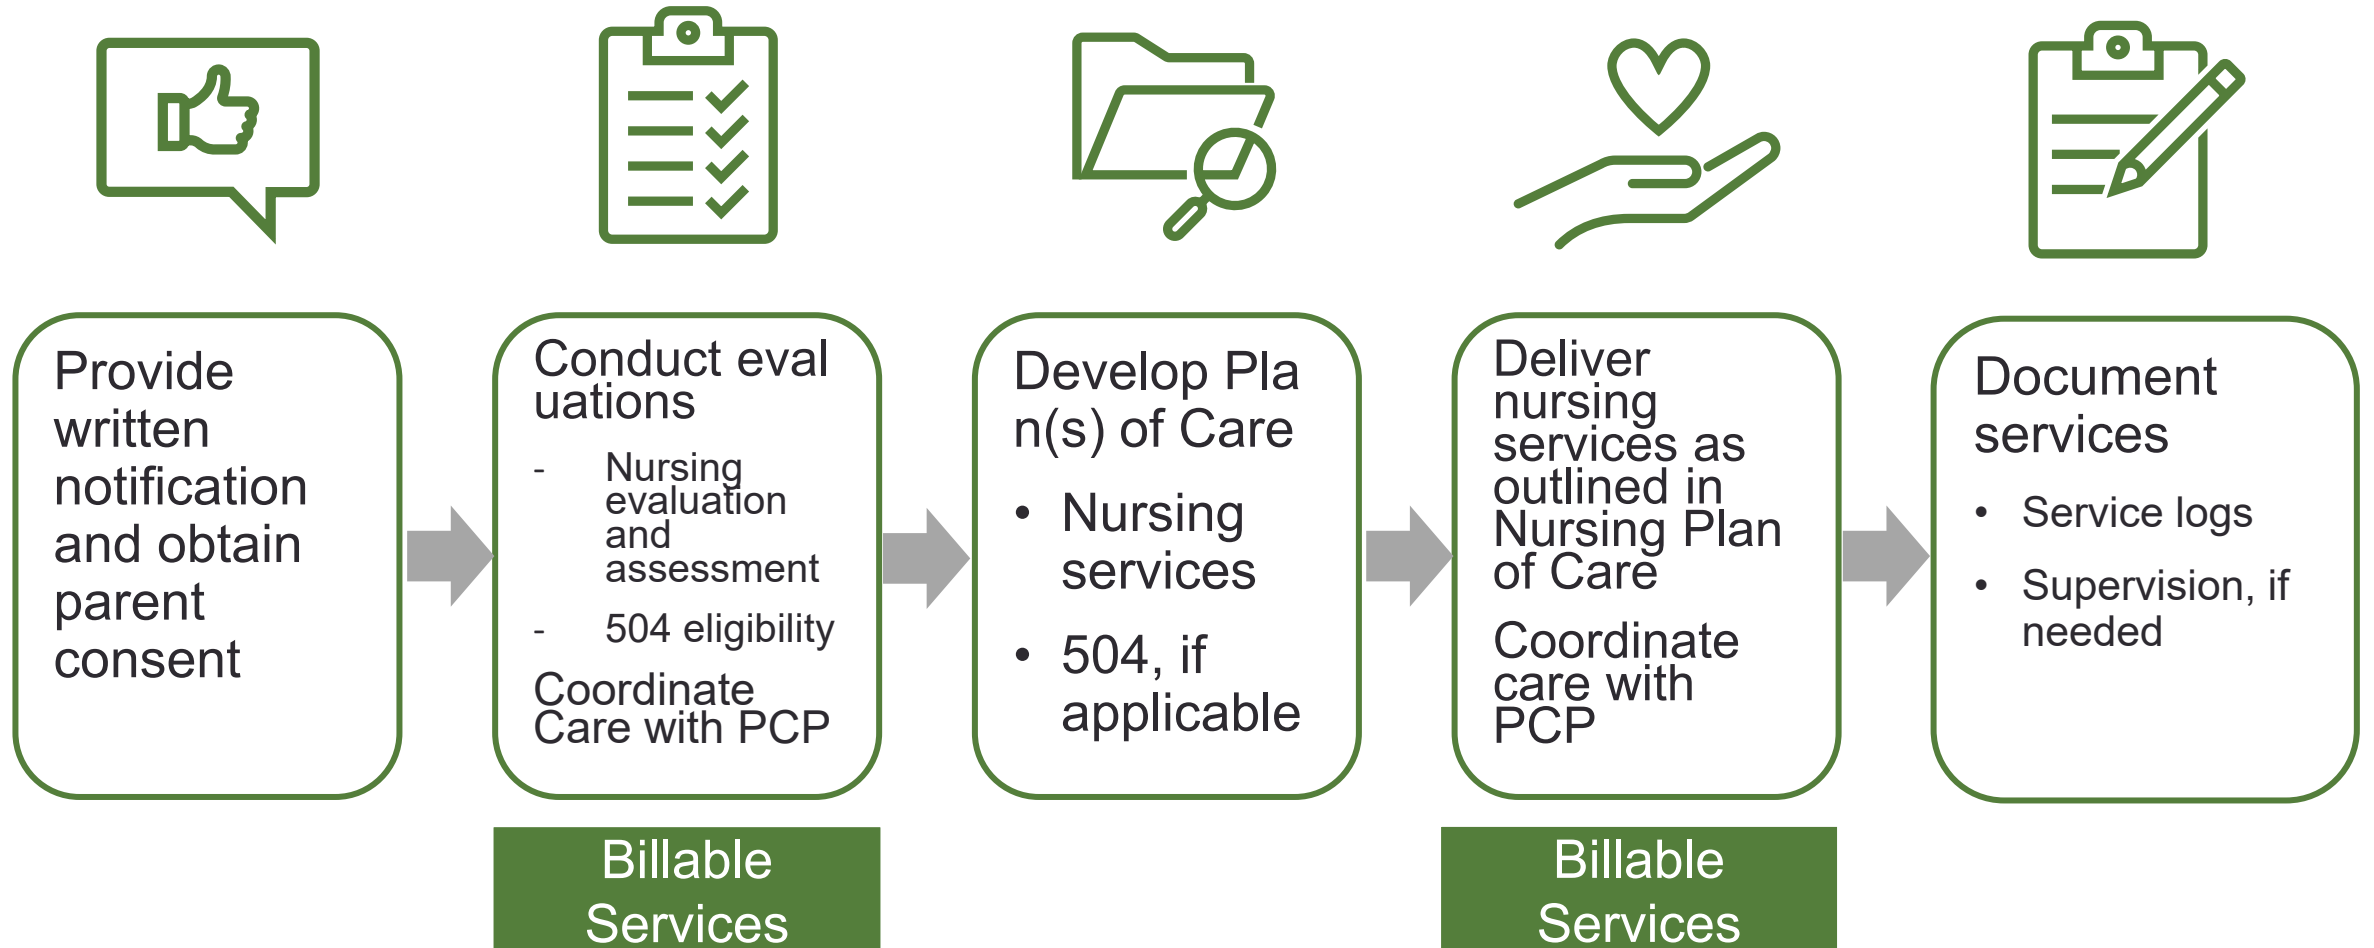 Provide
written
notification
and obtain
parent
consent
Conduct eval
uations
- Nursing
evaluation
and
assessment
- 504 eligibility
Coordinate
Care with PCP
Develop Pla
n(s) of Care
• Nursing
services
• 504, if
applicable
Deliver
nursing
services as
outlined in
Nursing Plan
of Care
Coordinate
care with
PCP
Document
services
• Service logs
• Supervision, if
needed
Billable
Services
Billable
Services